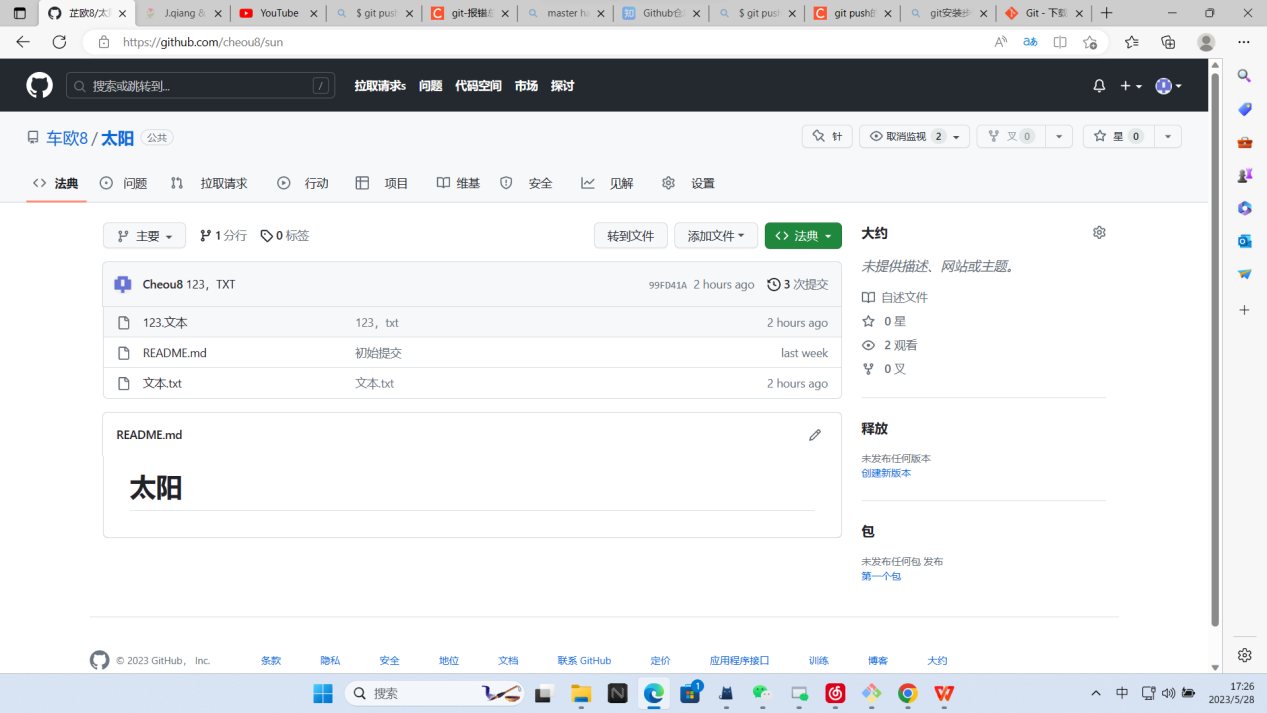 芷欧8/太
J.qiang &
YouTube
$ git push
git-报错
master ha
Github仓
$ git push
git push的
git安装步
Git - 下载
https://github.com/cheou8/sun
搜索或跳转到...
/
拉取请求s 问题 代码空间 市场 探讨
车欧8 / 太阳 公共
针
取消监视 2
叉 0
星 0
法典 问题 拉取请求 行动 项目 维基 安全 见解 设置
主要 1 分行 0 标签
转到文件 添加文件 法典
Cheou8 123，TXT 99FD41A 2 hours ago 3 次提交
123.文本 123，txt 2 hours ago
README.md 初始提交 last week
文本.txt 文本.txt 2 hours ago
README.md
太阳
大约
未提供描述、网站或主题。
自述文件
0 星
2 观看
0 叉
释放
未发布任何版本
创建新版本
包
未发布任何包 发布
第一个包
© 2023 GitHub， Inc. 条款 隐私 安全 地位 文档 联系 GitHub 定价 应用程序接口 训练 博客 大约
搜索
1
中
17:26
2023/5/28